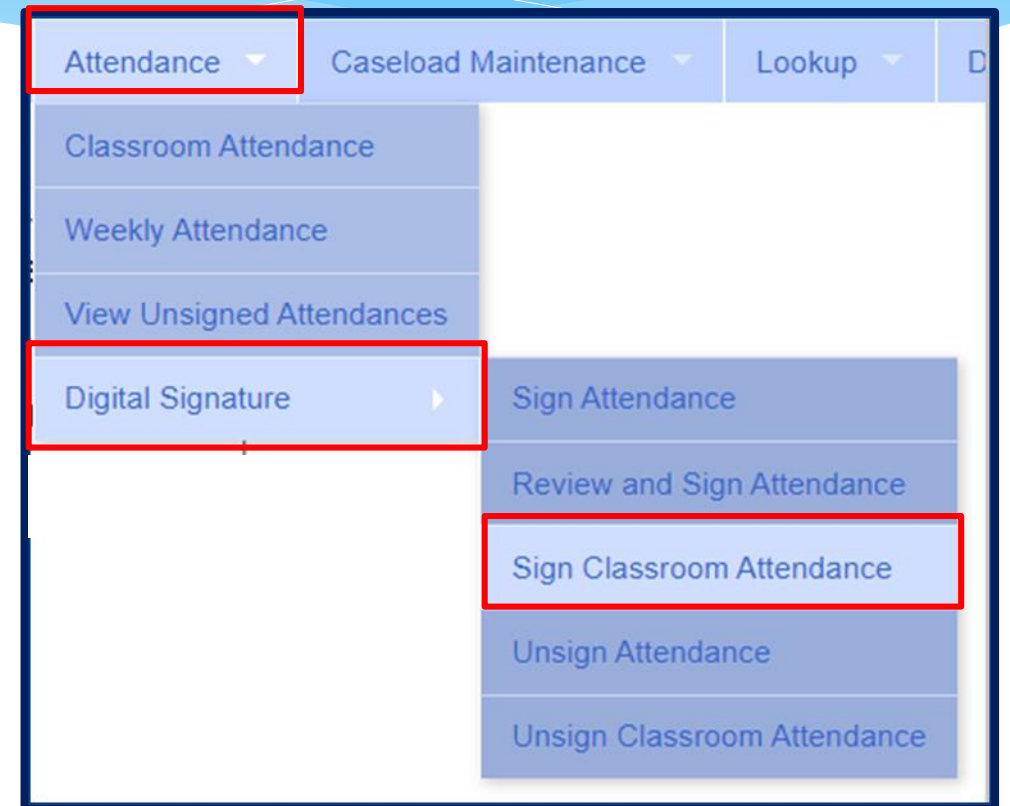 Attendance Caseload Maintenance Lookup D
Classroom Attendance
Weekly Attendance
View Unsigned Attendances
Digital Signature
Sign Attendance
Review and Sign Attendance
Sign Classroom Attendance
Unsign Attendance
Unsign Classroom Attendance